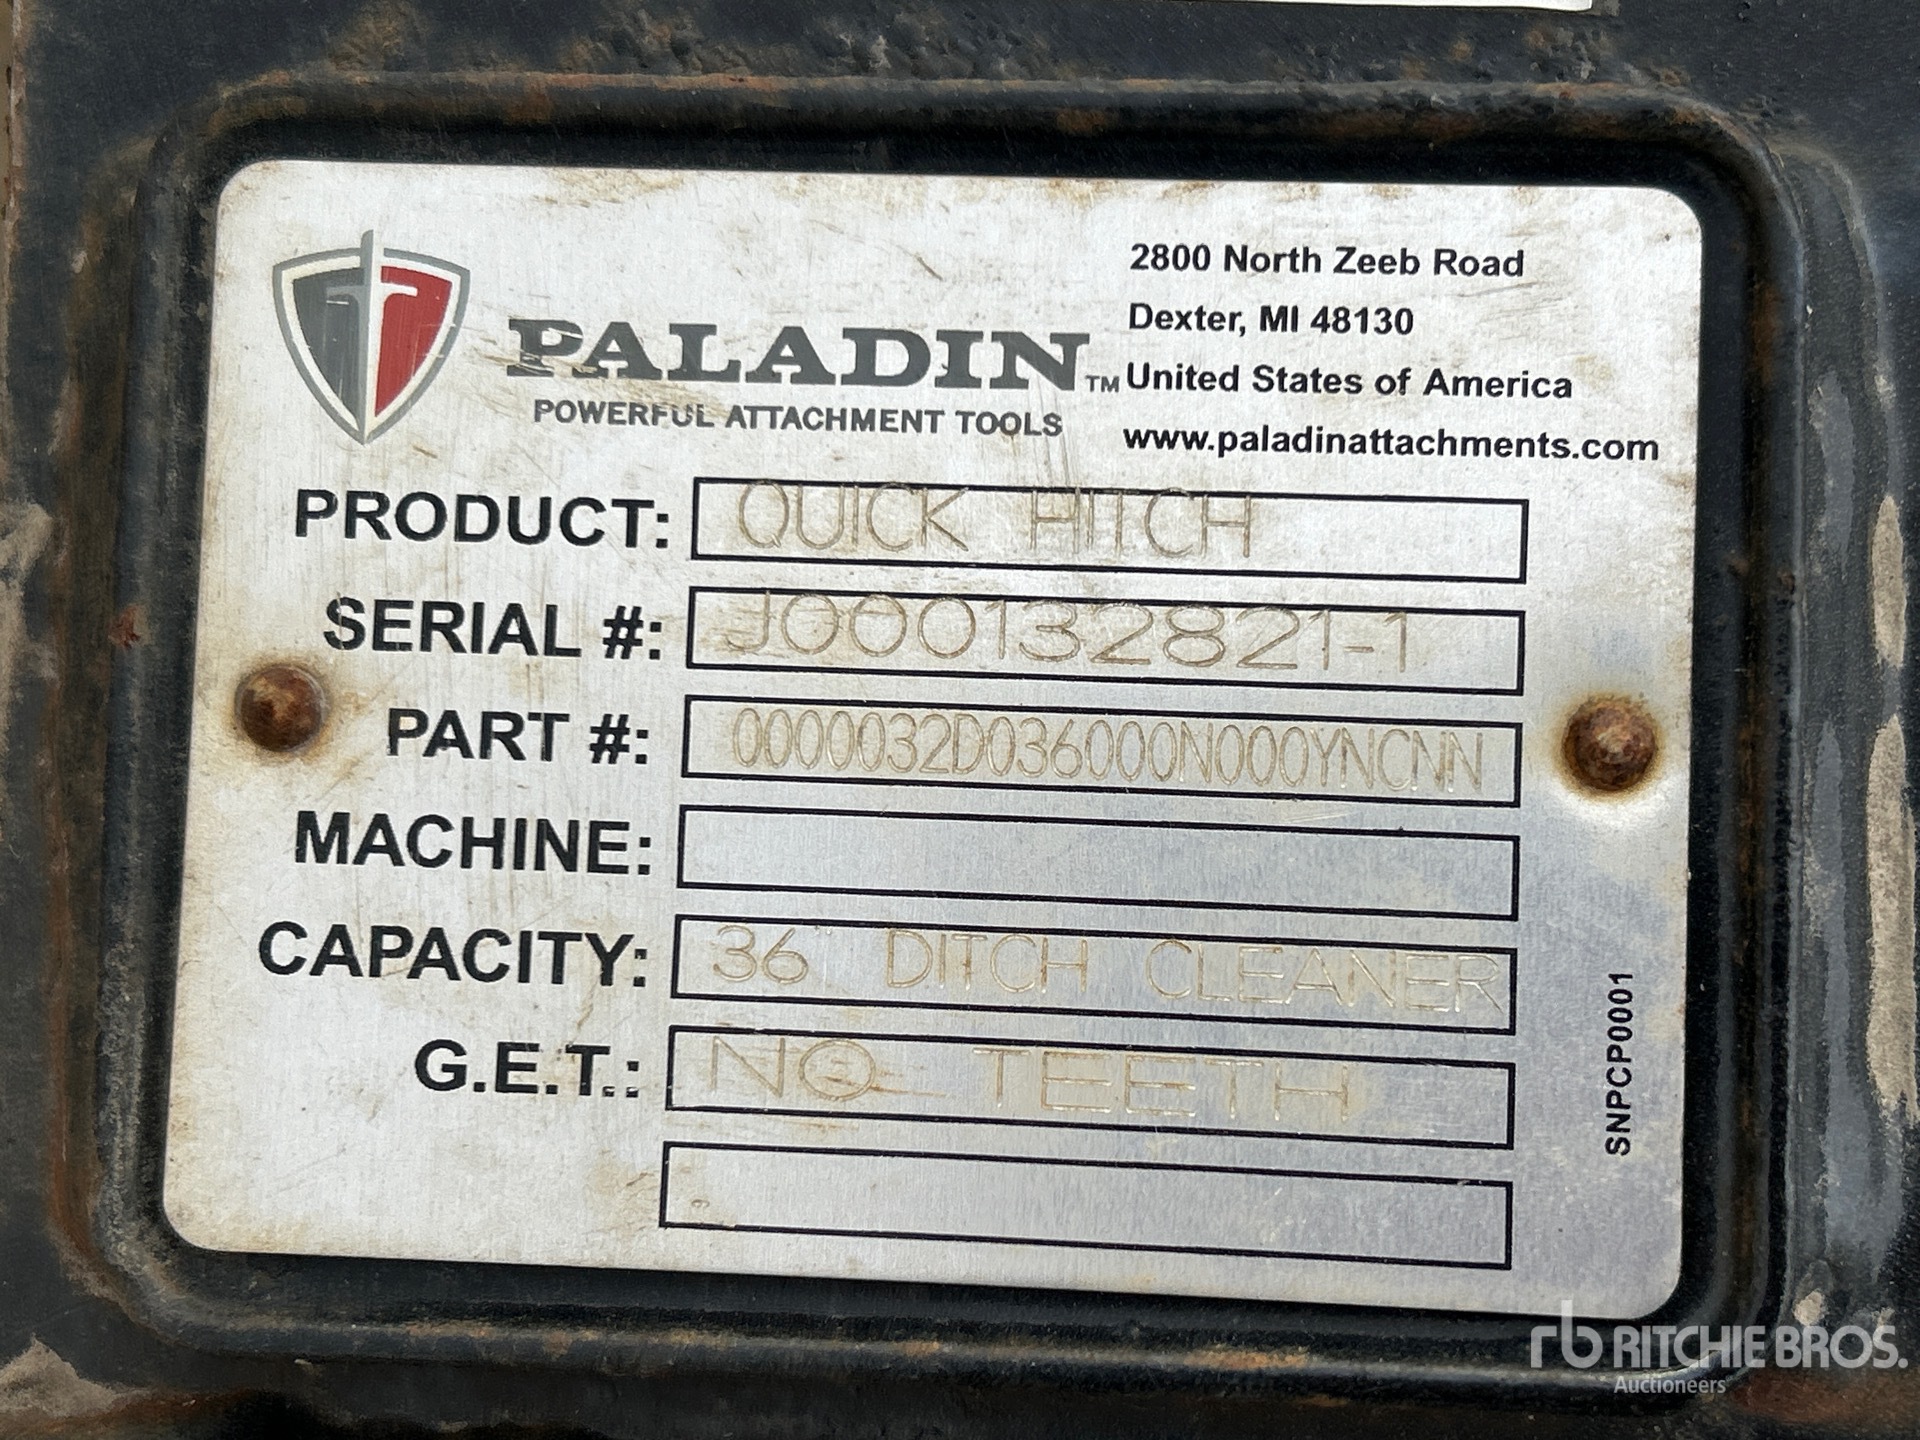 PALADIN™
POWERFUL ATTACHMENT TOOLS
2800 North Zeeb Road
Dexter, MI 48130
United States of America
www.paladinattachments.com
PRODUCT: QUICK HITCH
SERIAL #: J000132821-1
PART #: 0000032D036000N000YNCNN
MACHINE:
CAPACITY: 36" DITCH CLEANER
G.E.T.: NO TEETH
SNPCP0001
rb RITCHIE BROS.
Auctioneers